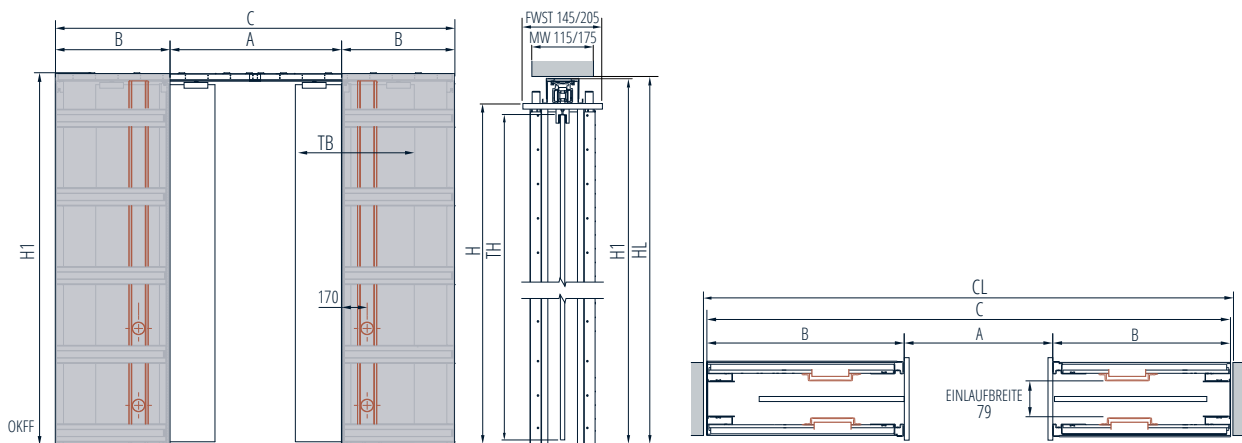 C
B
A
B
TB
170
H1
OKFF
FWST 145/205
MW 115/175
H
TH
H1
HL
CL
C
B
A
B
EINLAUFBREITE
79